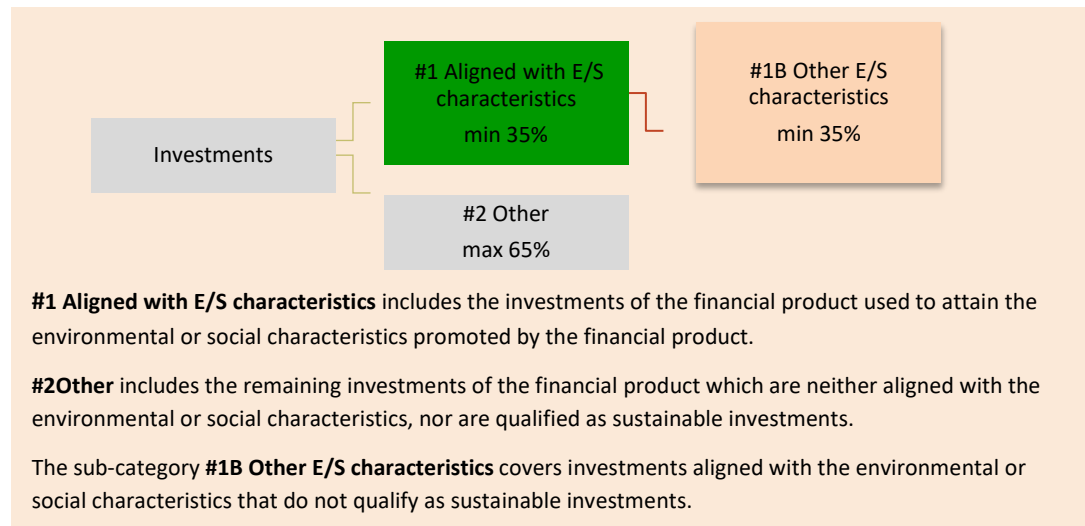 #1 Aligned with E/S
characteristics
min 35%
#1B Other E/S
characteristics
min 35%
Investments
#2 Other
max 65%
#1 Aligned with E/S characteristics includes the investments of the financial product used to attain the
environmental or social characteristics promoted by the financial product.
#2Other includes the remaining investments of the financial product which are neither aligned with the
environmental or social characteristics, nor are qualified as sustainable investments.
The sub-category #1B Other E/S characteristics covers investments aligned with the environmental or
social characteristics that do not qualify as sustainable investments.